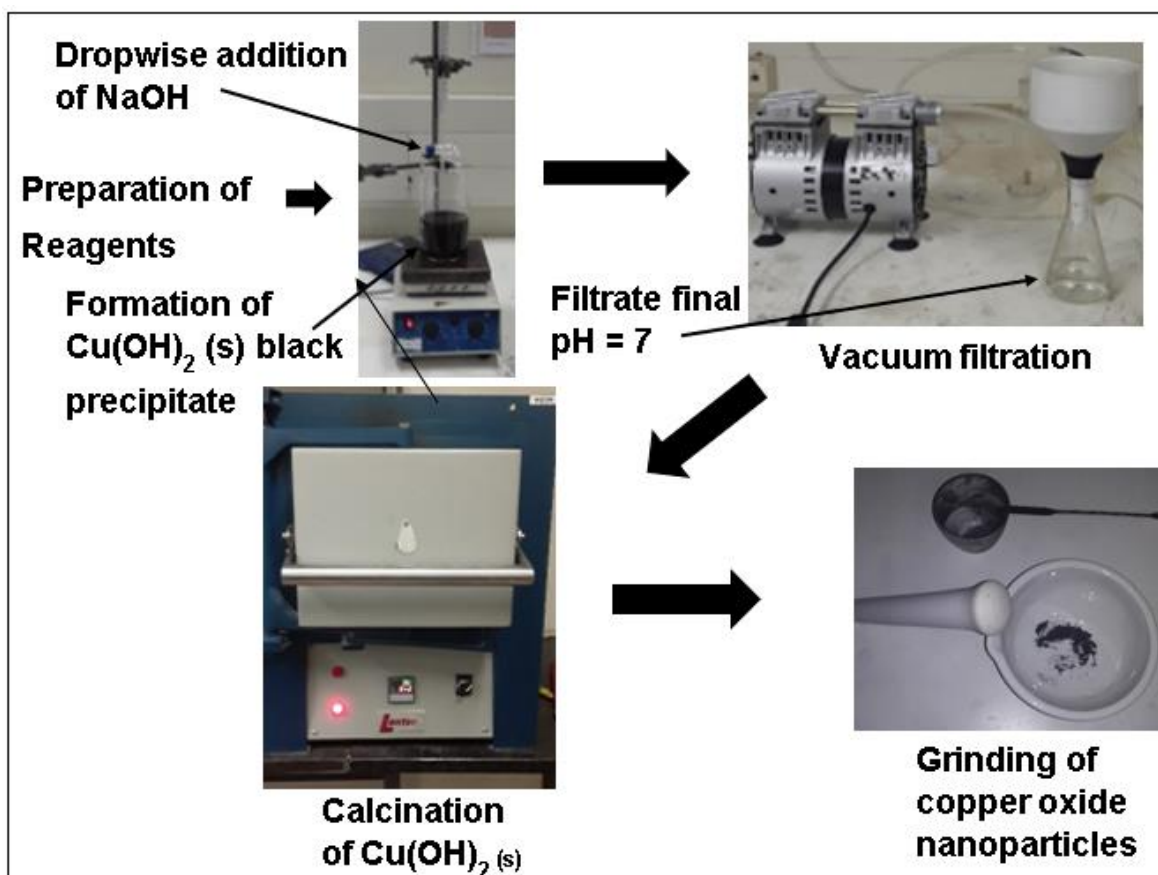 Dropwise addition
of NaOH
Preparation of
Reagents
Formation of
Cu(OH)₂ (s) black
precipitate
Filtrate final
pH = 7
Vacuum filtration
Calcination
of Cu(OH)₂ (s)
Grinding of
copper oxide
nanoparticles